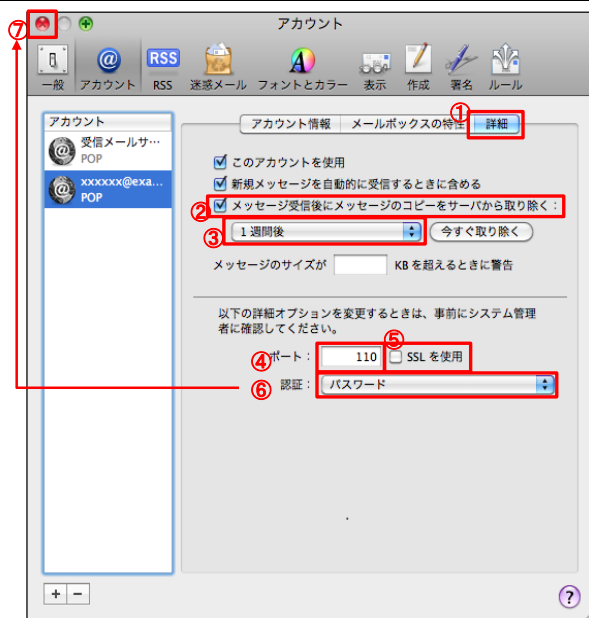 ⑦
アカウント
RSS
一般 アカウント RSS 迷惑メール フォントとカラー 表示 作成 署名 ルール
①
アカウント情報 メールボックスの特性 詳細
アカウント
受信メールサ…
POP
xxxxxx@exa...
POP
このアカウントを使用
新規メッセージを自動的に受信するときに含める
② メッセージ受信後にメッセージのコピーをサーバから取り除く：
③ 1 週間後 今すぐ取り除く
メッセージのサイズが KB を超えるときに警告
以下の詳細オプションを変更するときは、事前にシステム管理
者に確認してください。
⑤
④ポート： 110 SSL を使用
⑥ 認証： パスワード
+ − ?